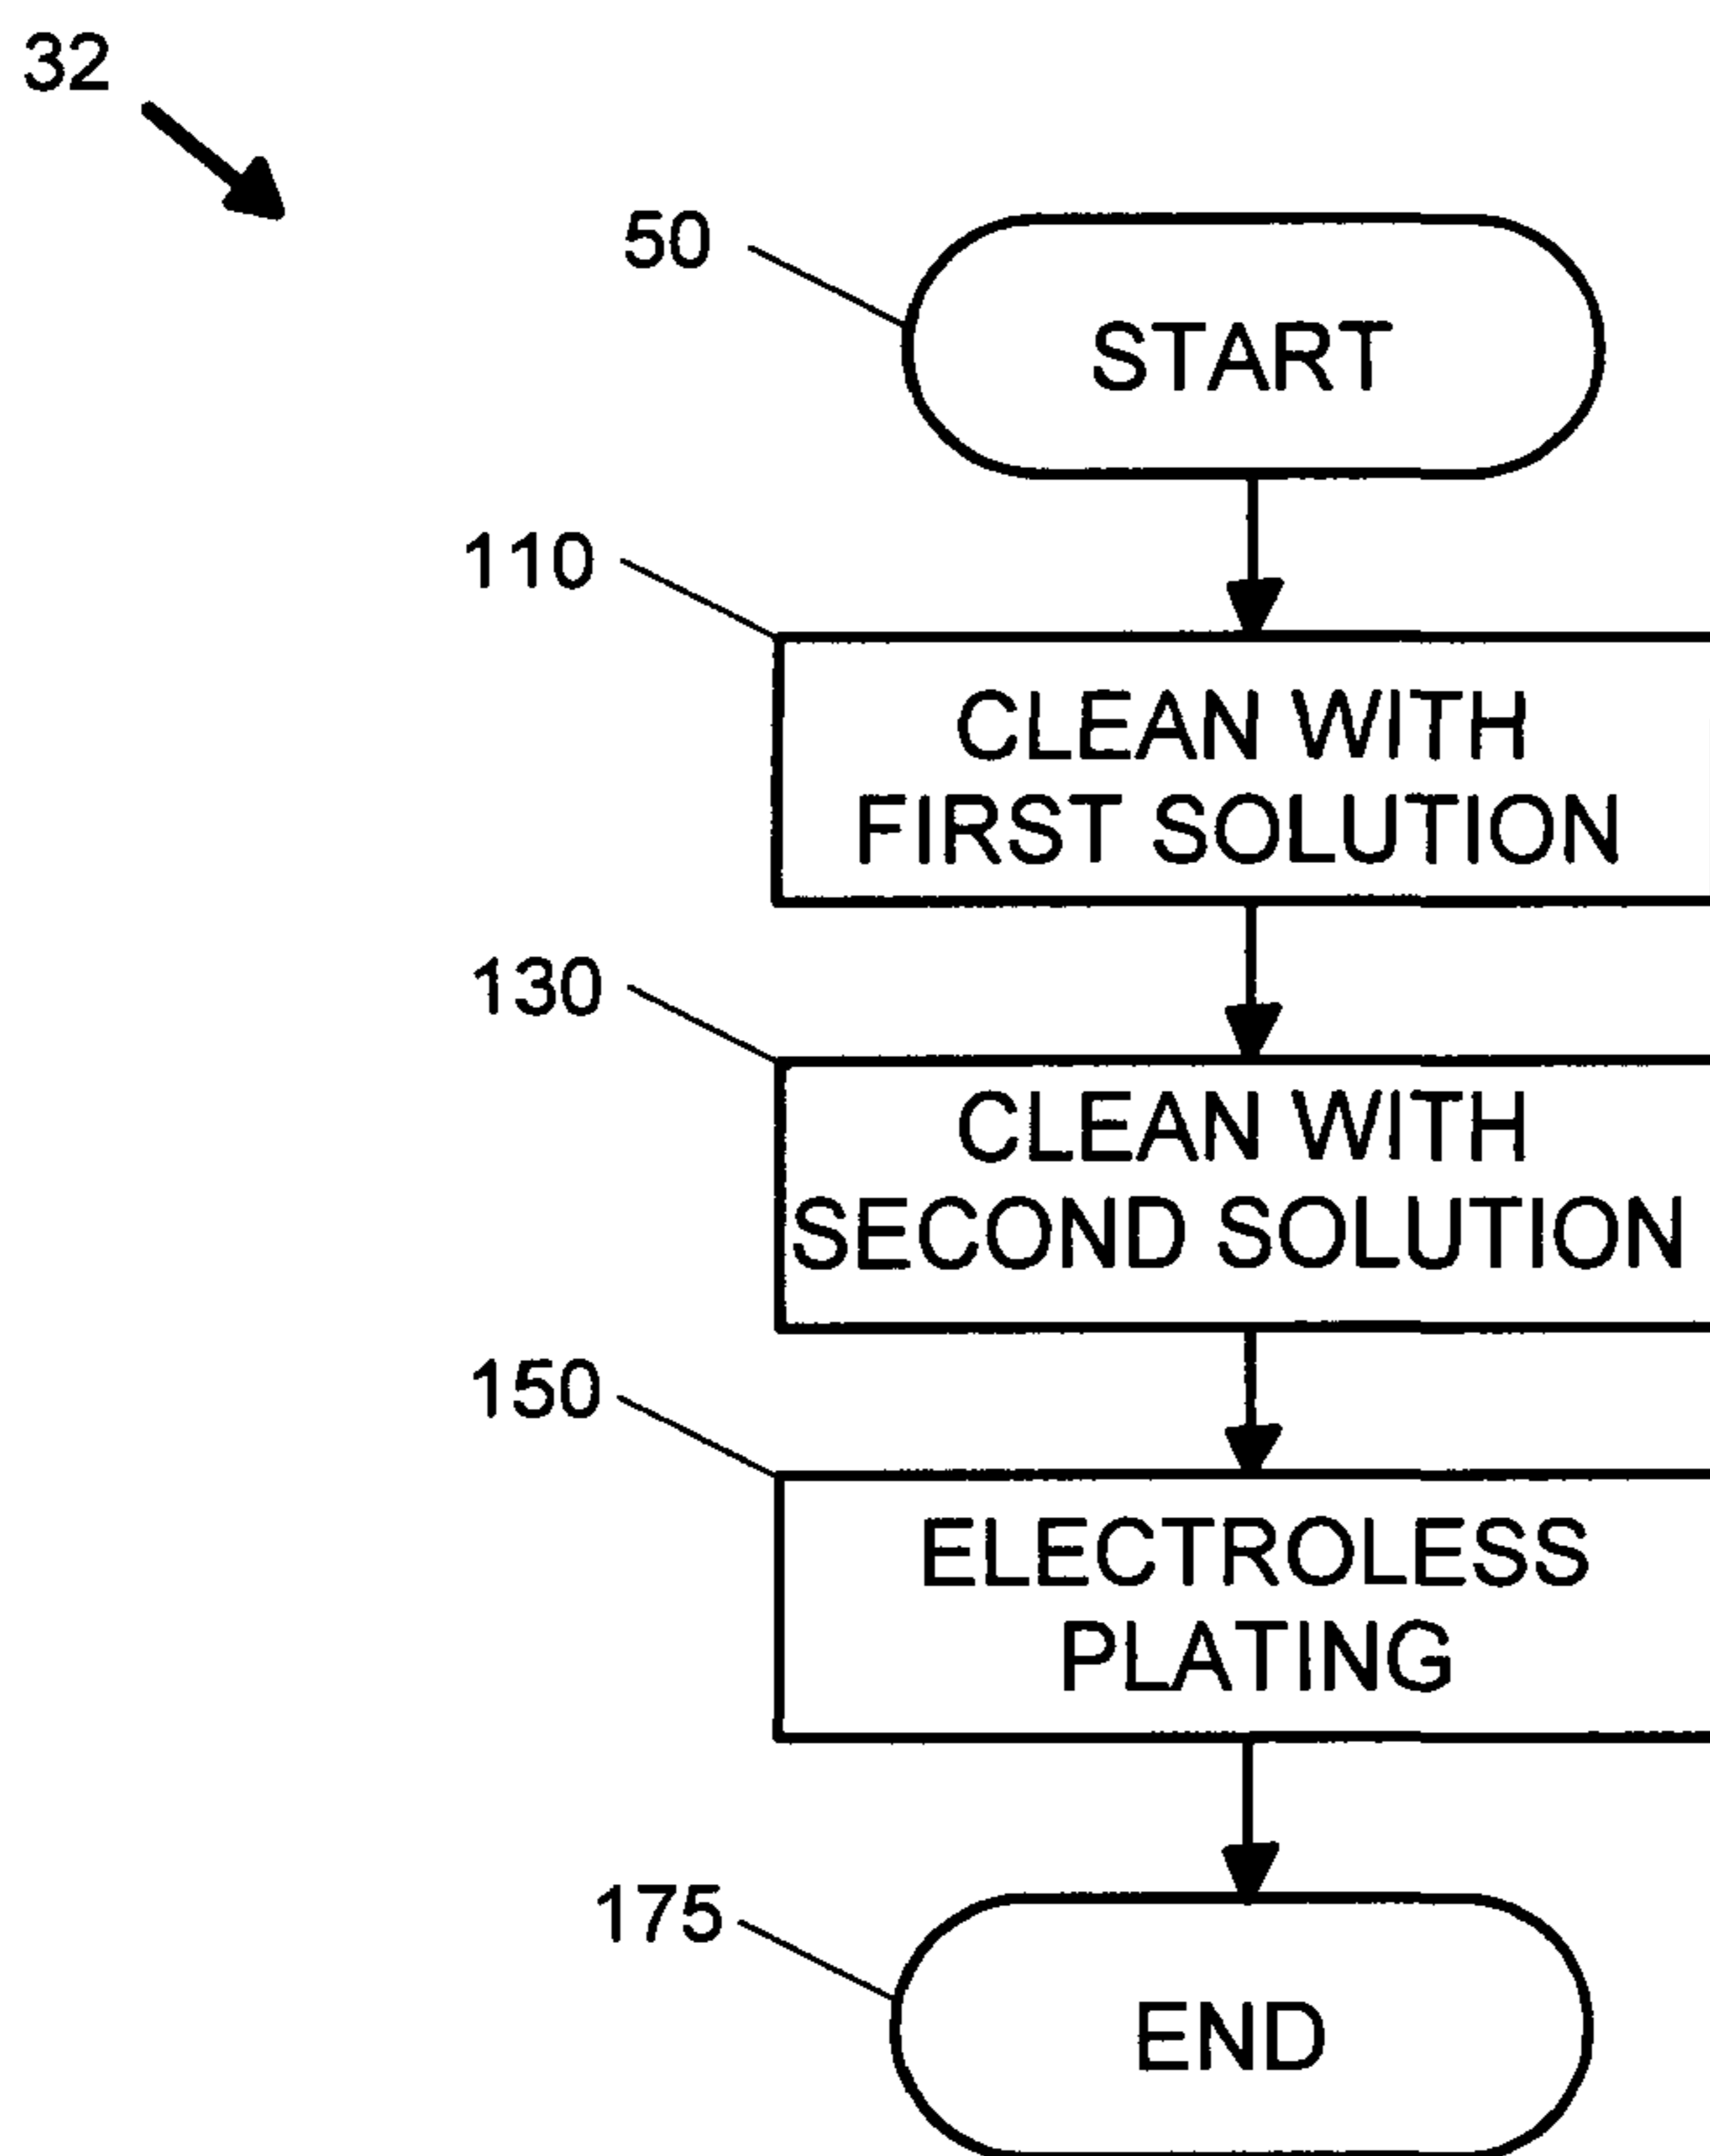 32
50
START
110
CLEAN WITH
FIRST SOLUTION
130
CLEAN WITH
SECOND SOLUTION
150
ELECTROLESS
PLATING
175
END